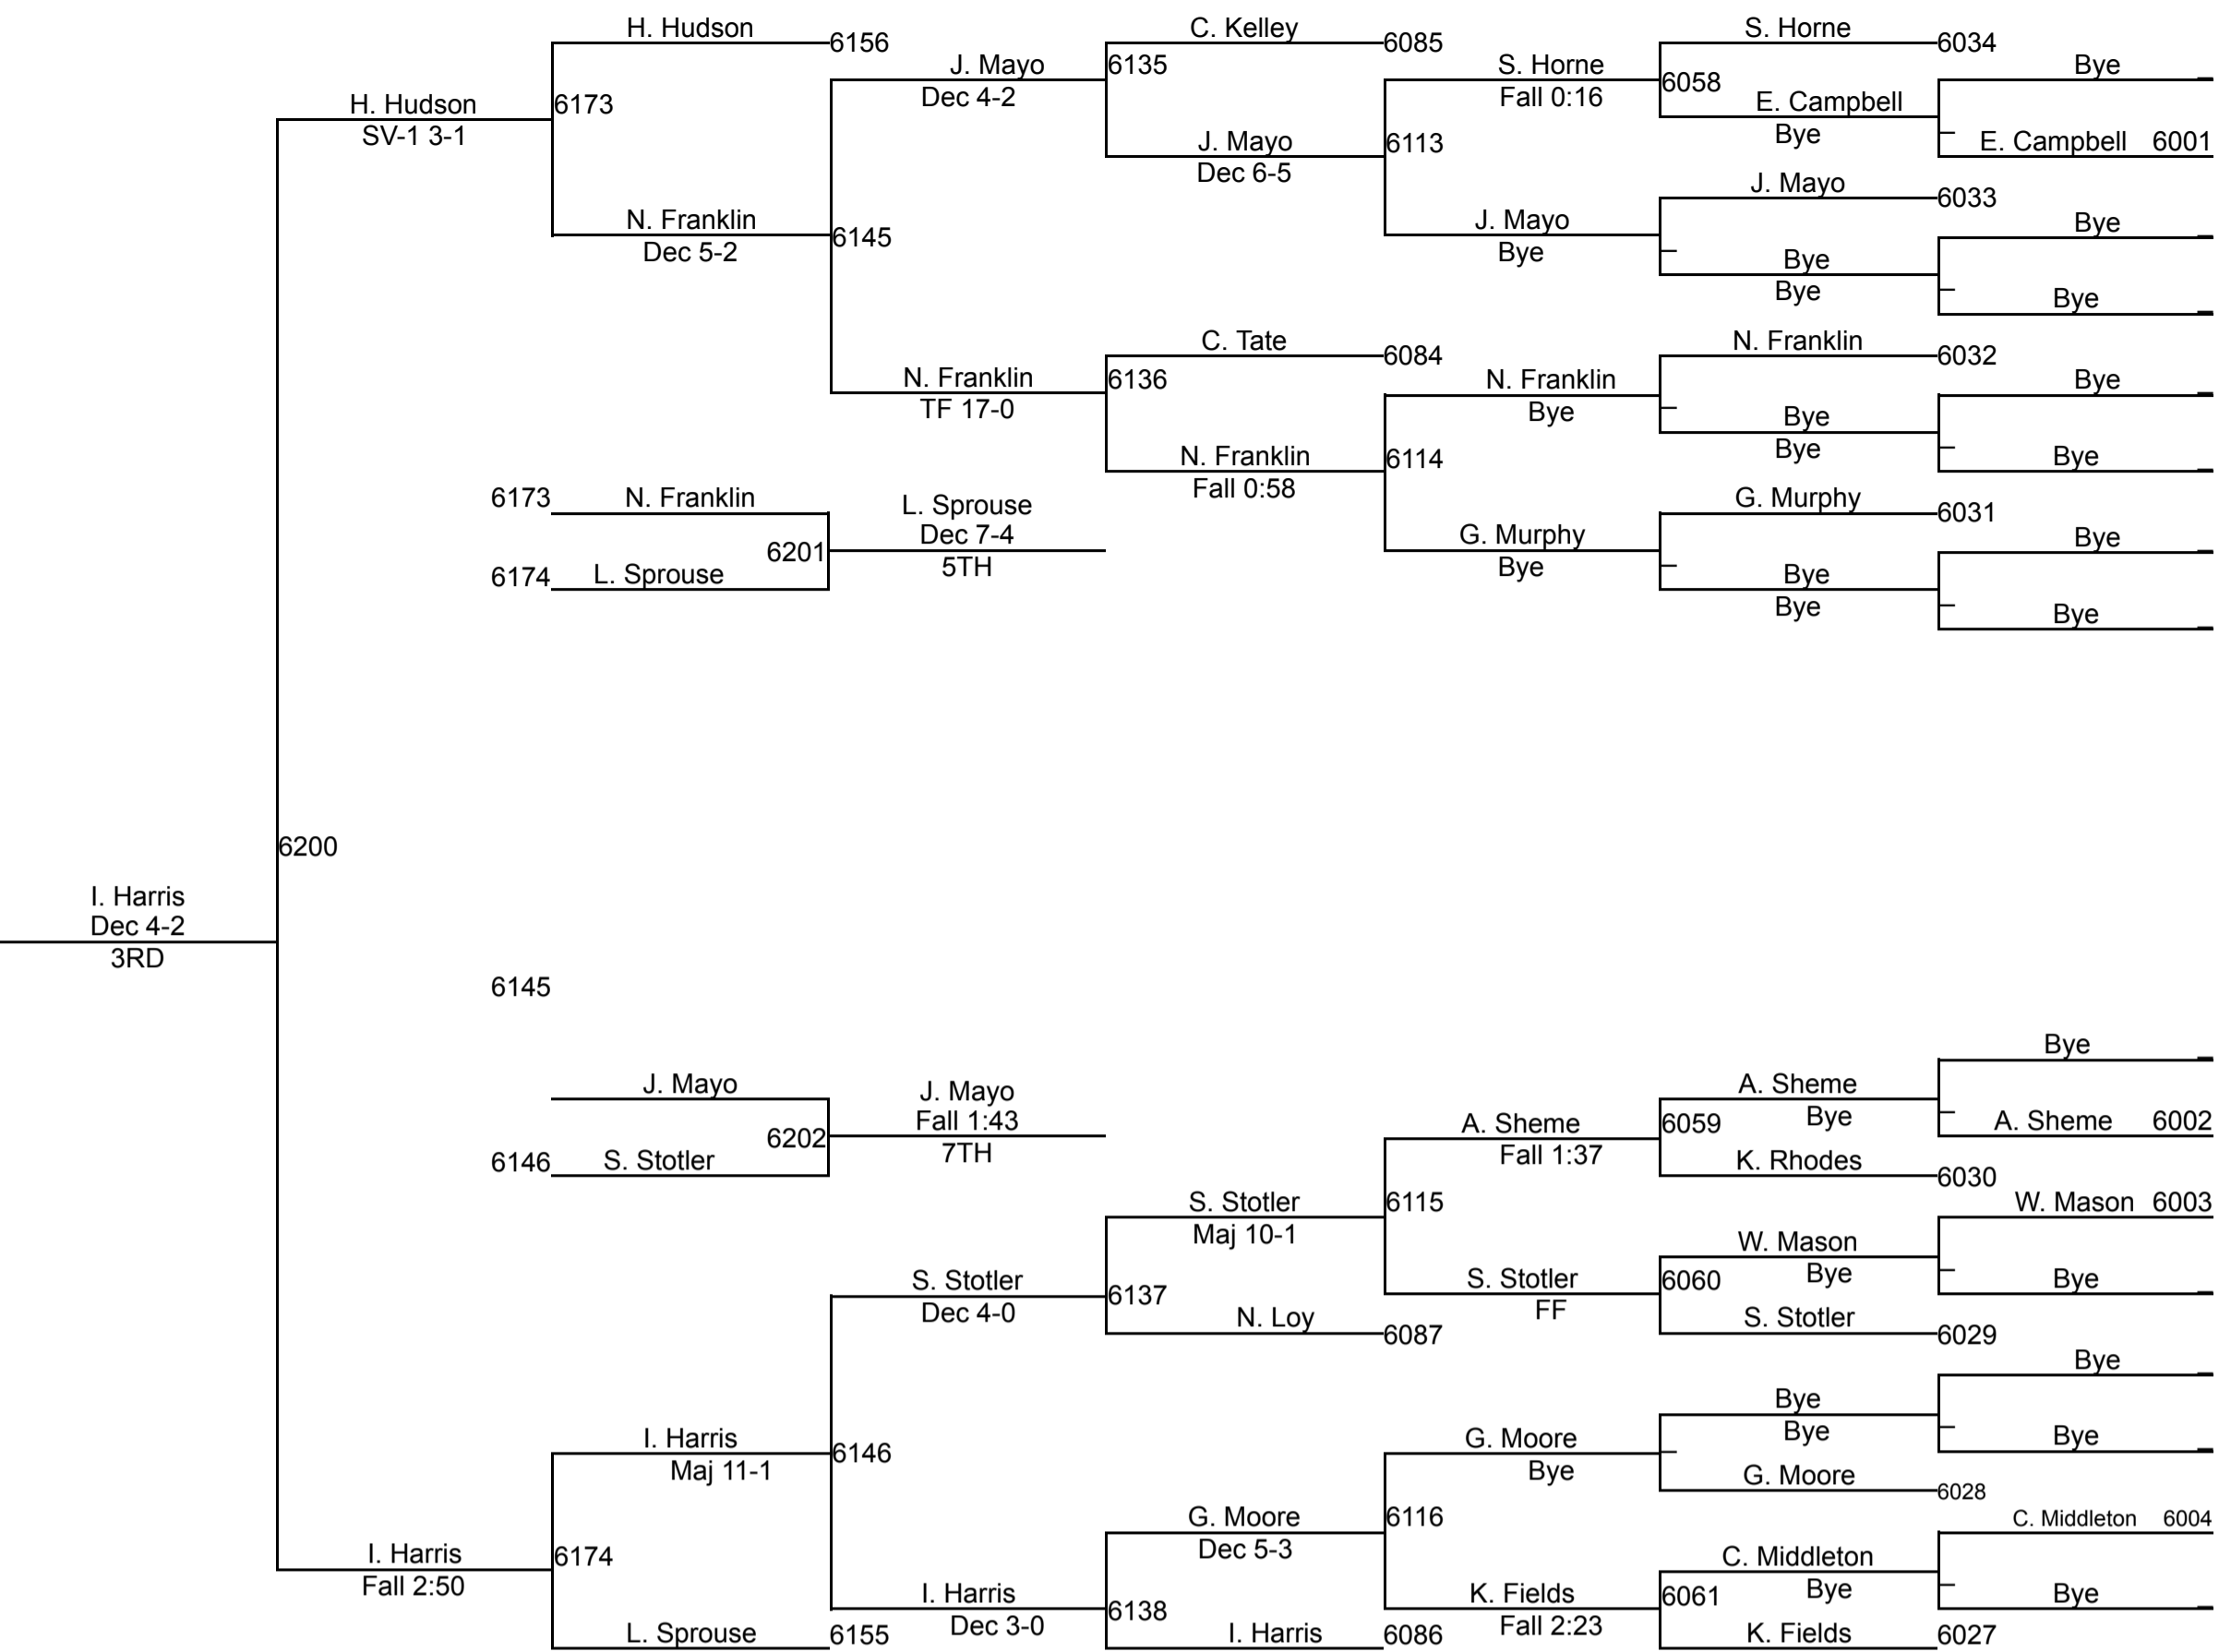 H. Hudson
6156
C. Kelley
6085
S. Horne
6034
J. Mayo
6135
S. Horne
6058
Bye
Dec 4-2
Fall 0:16
E. Campbell
H. Hudson
6173
Bye
SV-1 3-1
J. Mayo
6113
E. Campbell 6001
Dec 6-5
J. Mayo
6033
N. Franklin
6145
J. Mayo
Bye
Dec 5-2
Bye
Bye
Bye
Bye
C. Tate
6084
N. Franklin
6032
N. Franklin
6136
N. Franklin
Bye
TF 17-0
Bye
Bye
N. Franklin
6114
Bye
Bye
Fall 0:58
6173
N. Franklin
L. Sprouse
G. Murphy
6031
6201
Dec 7-4
G. Murphy
Bye
6174
L. Sprouse
5TH
Bye
Bye
Bye
Bye
6200
I. Harris
Dec 4-2
3RD
6145
Bye
J. Mayo
J. Mayo
A. Sheme
6202
Fall 1:43
A. Sheme
6059
Bye
A. Sheme 6002
6146
S. Stotler
7TH
Fall 1:37
K. Rhodes
6030
S. Stotler
6115
W. Mason 6003
Maj 10-1
W. Mason
S. Stotler
6137
S. Stotler
6060
Bye
Bye
Dec 4-0
FF
N. Loy
6087
S. Stotler
6029
Bye
Bye
I. Harris
6146
G. Moore
Bye
Bye
Maj 11-1
Bye
G. Moore
6028
G. Moore
6116
C. Middleton 6004
Dec 5-3
I. Harris
6174
C. Middleton
Fall 2:50
I. Harris
6138
K. Fields
6061
Bye
Bye
L. Sprouse
6155
Dec 3-0
I. Harris
6086
Fall 2:23
K. Fields
6027